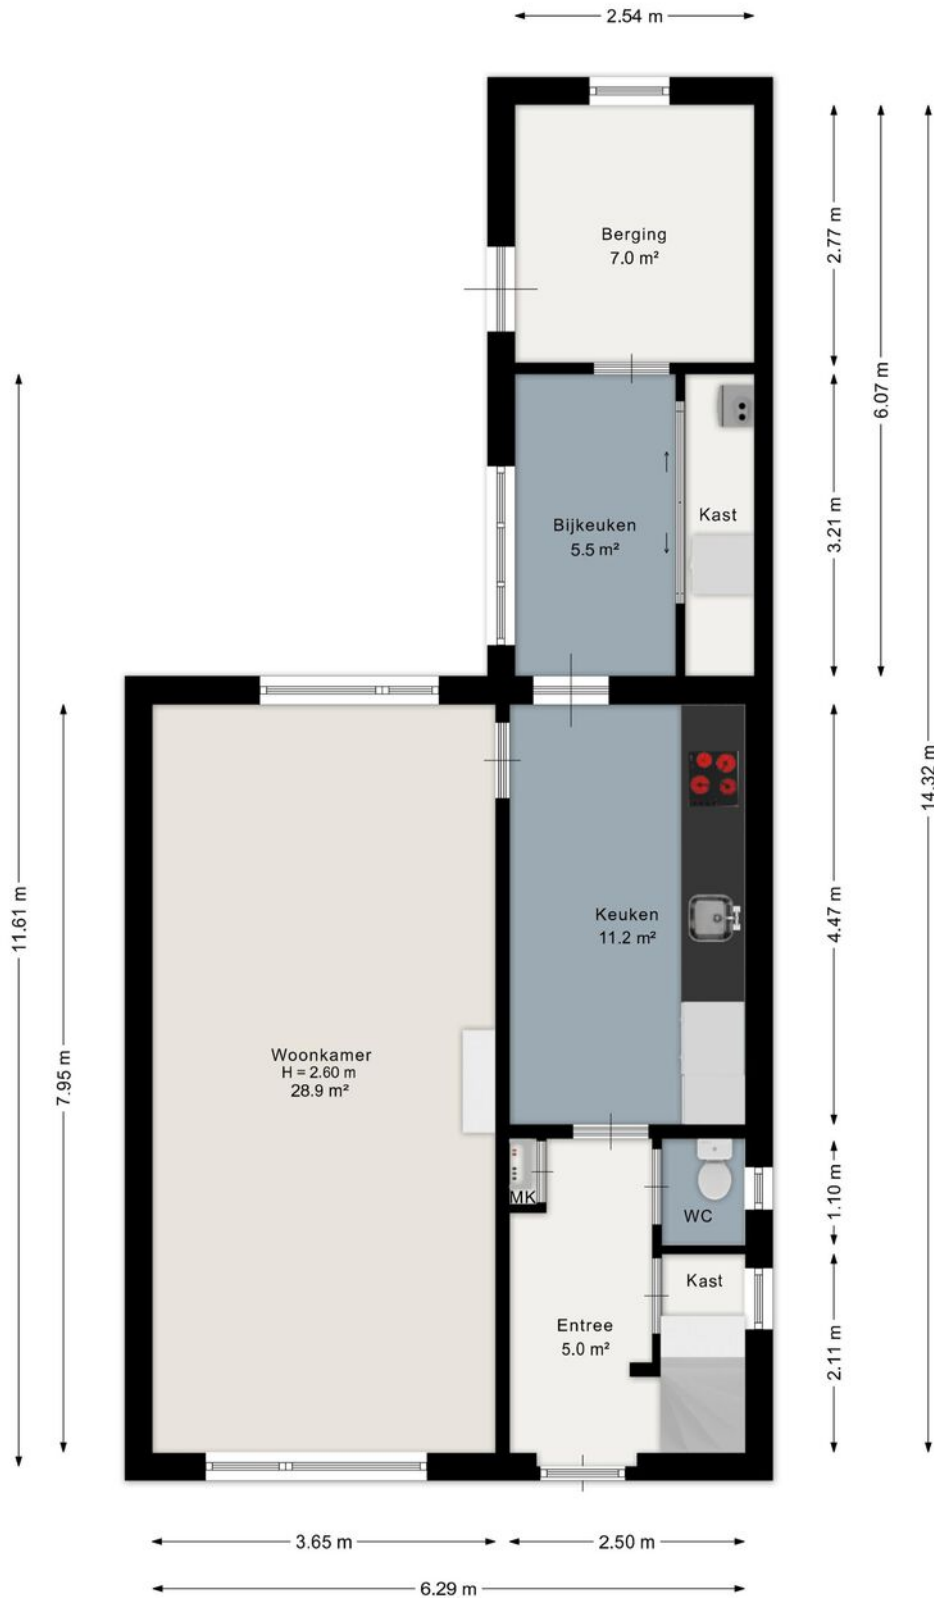 2.54 m
Berging
7.0 m²
2.77 m
6.07 m
Bijkeuken
5.5 m²
Kast
3.21 m
14.32 m
11.61 m
7.95 m
Keuken
11.2 m²
4.47 m
Woonkamer
H = 2.60 m
28.9 m²
MK
WC
1.10 m
Kast
Entree
5.0 m²
2.11 m
3.65 m
2.50 m
6.29 m